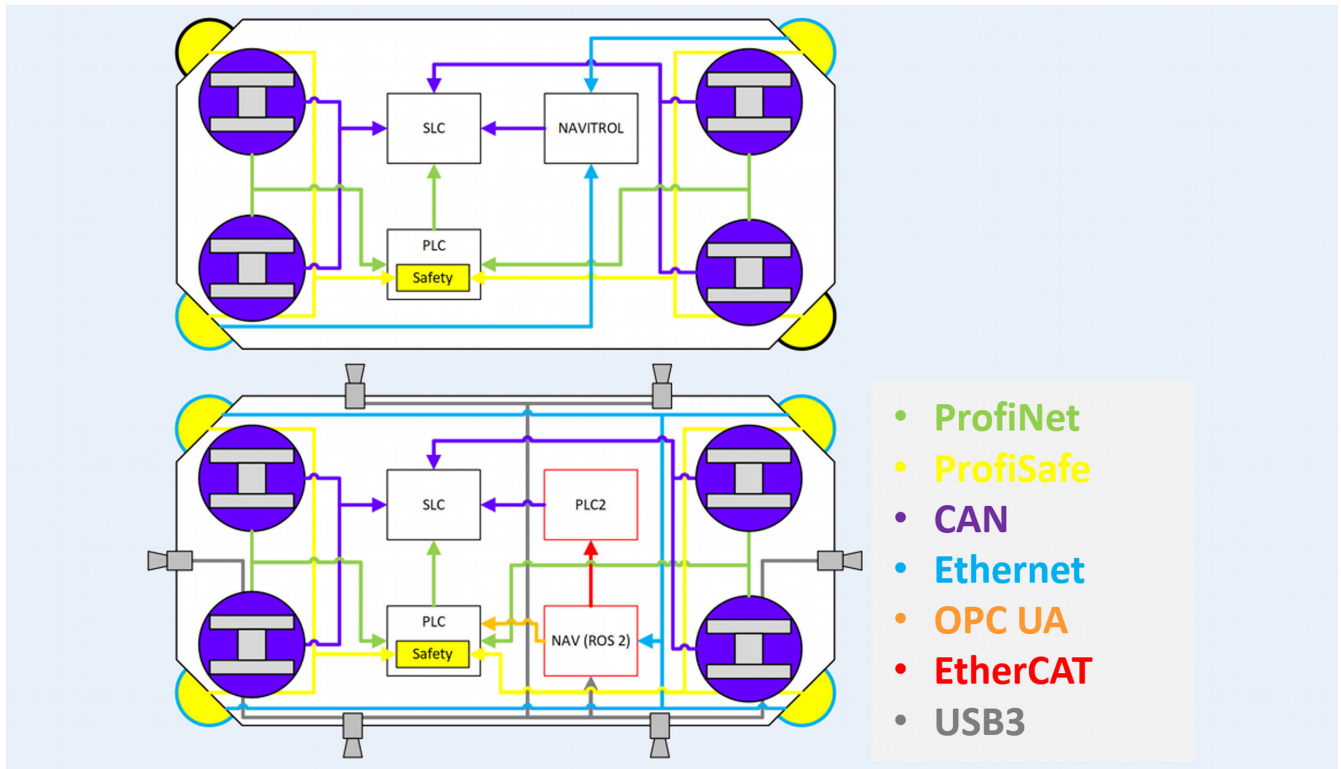 SLC
NAVITROL
PLC
Safety
SLC
PLC2
PLC
Safety
NAV (ROS 2)
• ProfiNet
• ProfiSafe
• CAN
• Ethernet
• OPC UA
• EtherCAT
• USB3